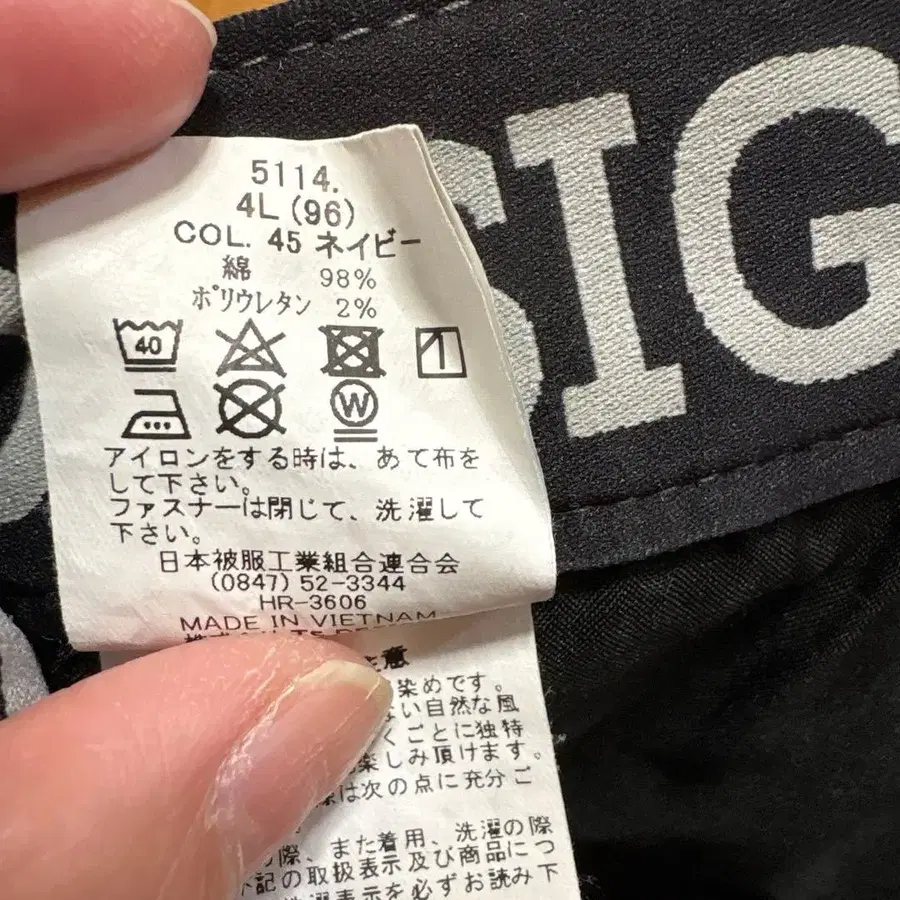 SIG
5114.
4L(96)
COL. 45 ネイビー
綿 98%
ポリウレタン 2%
40
W
アイロンをする時は、あて布を
して下さい。
ファスナーは閉じて、洗濯して
下さい。
日本被服工業組合連合会
(0847) 52-3344
HR-3606
MADE IN VIETNAM
注意
染めです。
ない自然な風
くごとに独特
楽しみ頂けます。
際は次の点に充分ご
の際、また着用、洗濯の際
下記の取扱表示及び商品につ
を必ずお読み下